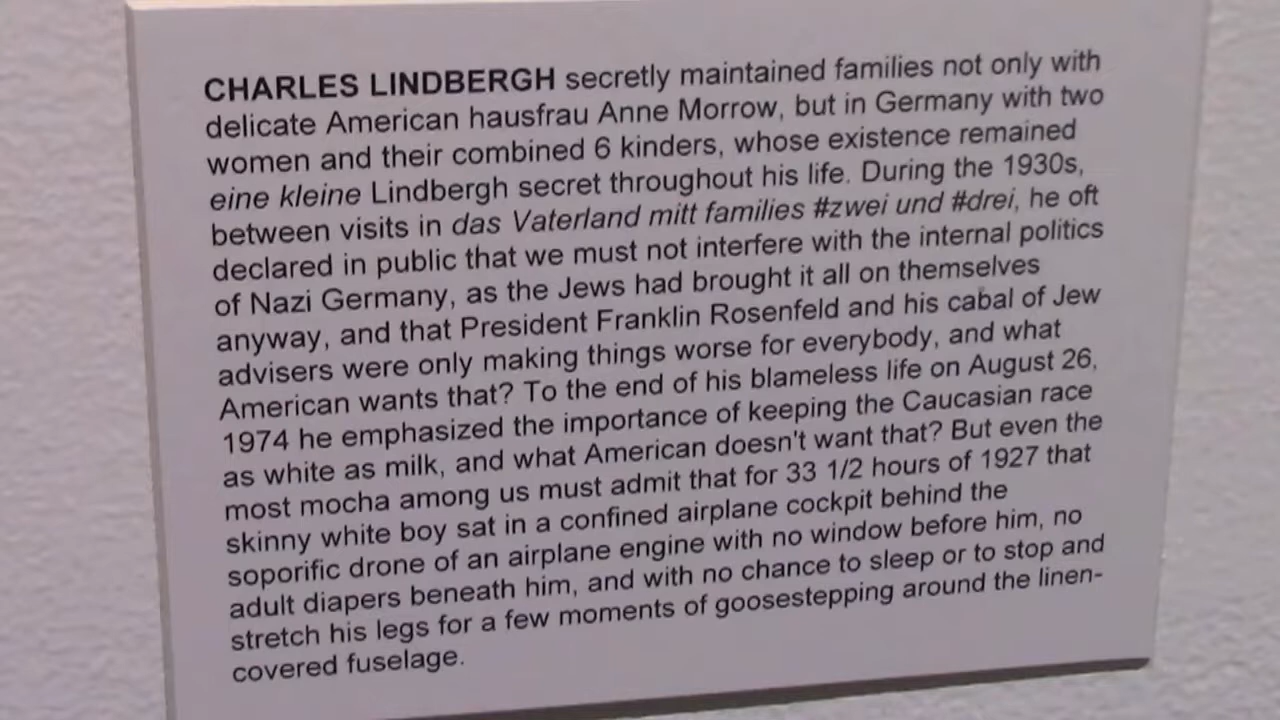 CHARLES LINDBERGH secretly maintained families not only with
delicate American hausfrau Anne Morrow, but in Germany with two
women and their combined 6 kinders, whose existence remained
eine kleine Lindbergh secret throughout his life. During the 1930s,
between visits in das Vaterland mitt families #zwei und #drei, he oft
declared in public that we must not interfere with the internal politics
of Nazi Germany, as the Jews had brought it all on themselves
anyway, and that President Franklin Rosenfeld and his cabal of Jew
advisers were only making things worse for everybody, and what
American wants that? To the end of his blameless life on August 26,
1974 he emphasized the importance of keeping the Caucasian race
as white as milk, and what American doesn't want that? But even the
most mocha among us must admit that for 33 1/2 hours of 1927 that
skinny white boy sat in a confined airplane cockpit behind the
soporific drone of an airplane engine with no window before him, no
adult diapers beneath him, and with no chance to sleep or to stop and
stretch his legs for a few moments of goosestepping around the linen-
covered fuselage.